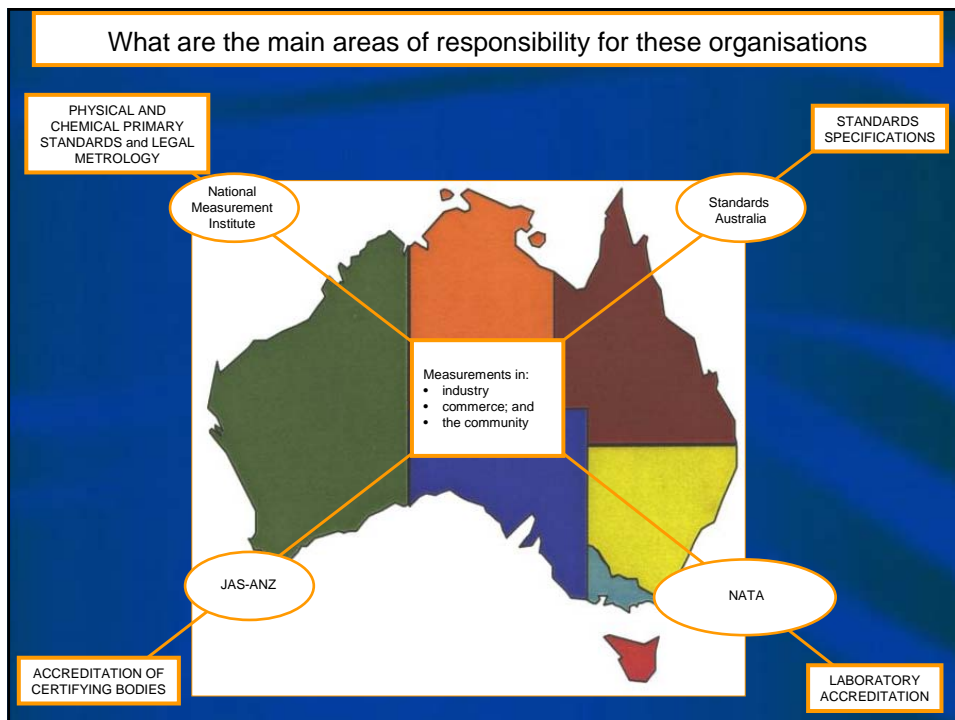 What are the main areas of responsibility for these organisations
PHYSICAL AND
CHEMICAL PRIMARY
STANDARDS and LEGAL
METROLOGY
STANDARDS
SPECIFICATIONS
National
Measurement
Institute
Standards
Australia
Measurements in:
• industry
• commerce; and
• the community
JAS-ANZ
NATA
ACCREDITATION OF
CERTIFYING BODIES
LABORATORY
ACCREDITATION